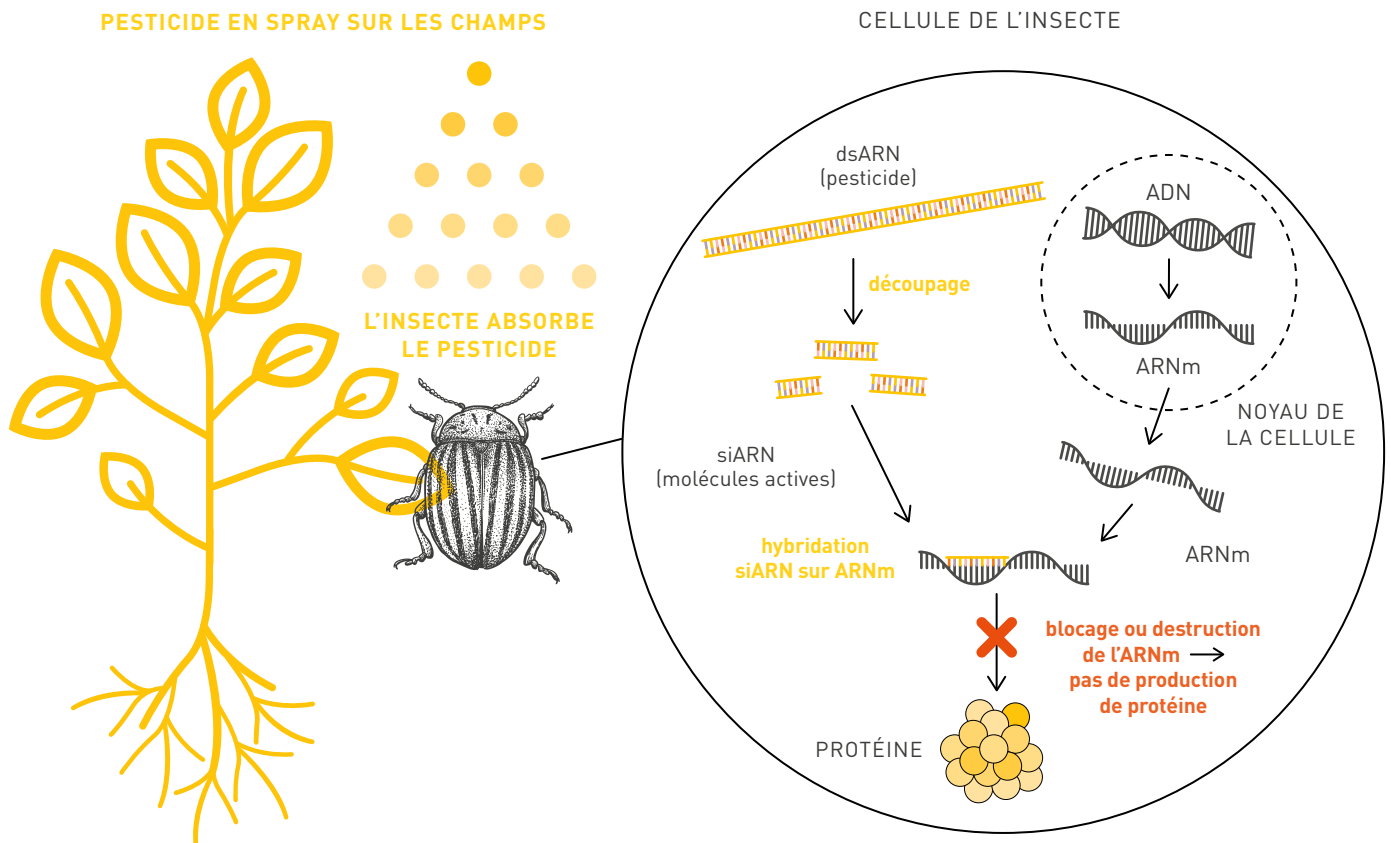 PESTICIDE EN SPRAY SUR LES CHAMPS
L'INSECTE ABSORBE
LE PESTICIDE
CELLULE DE L'INSECTE
dsARN
(pesticide)
découpage
siARN
(molécules actives)
ADN
ARNm
NOYAU DE
LA CELLULE
ARNm
hybridation
siARN sur ARNm
blocage ou destruction
de l'ARNm →
pas de production
de protéine
PROTÉINE